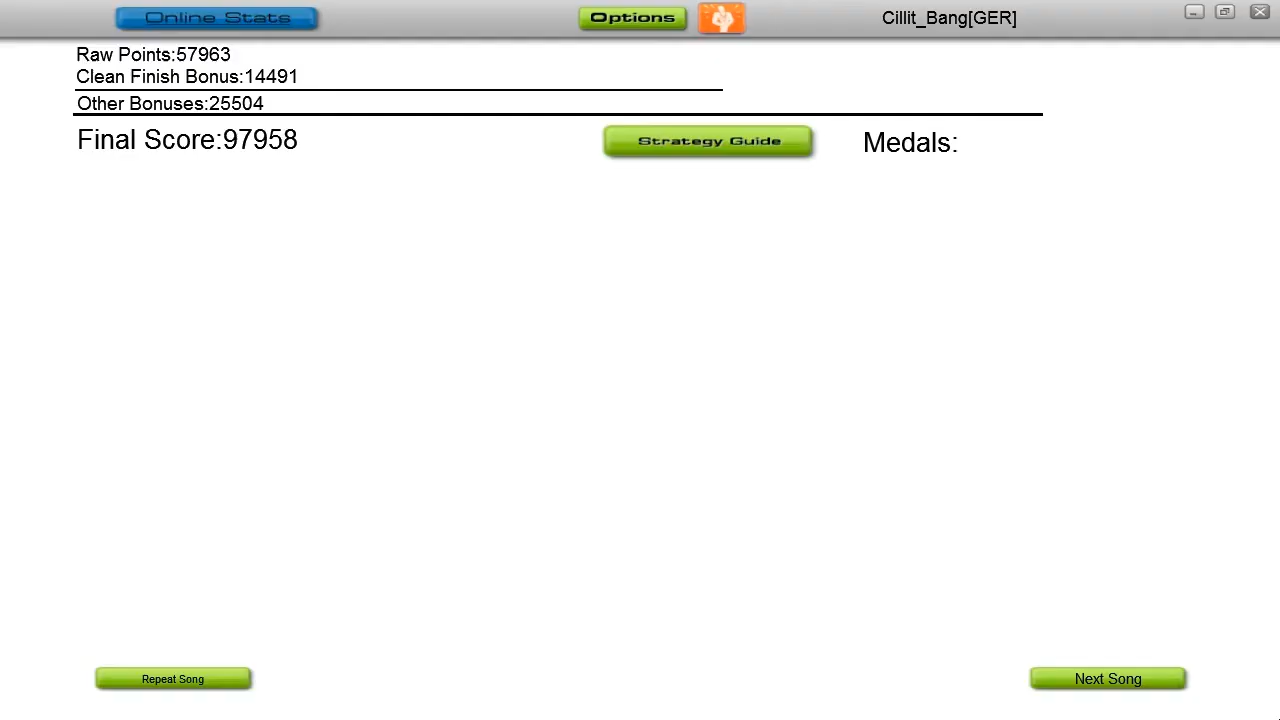 Online Stats
Options
Cillit_Bang[GER]
Raw Points:57963
Clean Finish Bonus:14491
Other Bonuses:25504
Final Score:97958
Strategy Guide
Medals:
Repeat Song
Next Song